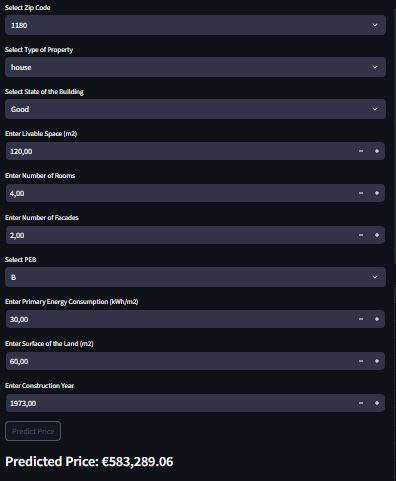 Select Zip Code
1180
Select Type of Property
house
Select State of the Building
Good
Enter Livable Space (m2)
120,00
Enter Number of Rooms
4,00
Enter Number of Facades
2,00
Select PEB
B
Enter Primary Energy Consumption (kWh/m2)
30,00
Enter Surface of the Land (m2)
60,00
Enter Construction Year
1973,00
Predict Price
Predicted Price: €583,289.06